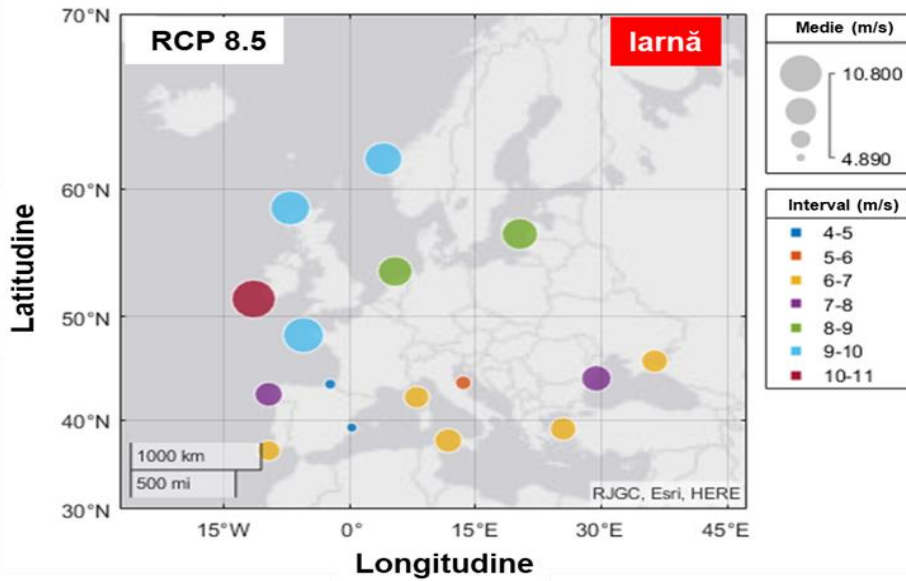 RCP 8.5
Iarnă
70°N
60°N
50°N
40°N
30°N
Latitudine
1000 km
500 mi
RJGC, Esri, HERE
15°W
0°
15°E
30°E
45°E
Longitudine
Medie (m/s)
10.800
4.890
Interval (m/s)
4-5
5-6
6-7
7-8
8-9
9-10
10-11